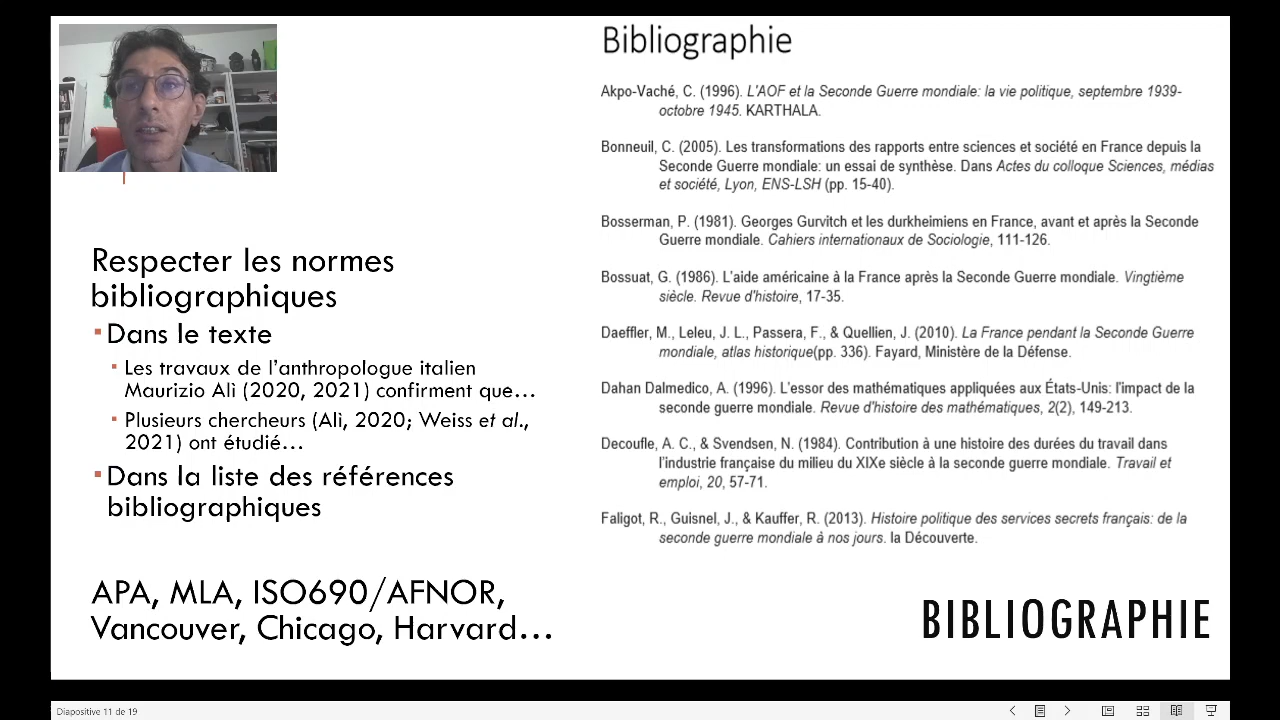 Respecter les normes
bibliographiques
Dans le texte
Les travaux de l'anthropologue italien
Maurizio Alì (2020, 2021) confirment que…
Plusieurs chercheurs (Alì, 2020; Weiss et al.,
2021) ont étudié…
Dans la liste des références
bibliographiques
APA, MLA, ISO690/AFNOR,
Vancouver, Chicago, Harvard…
Bibliographie
Akpo-Vaché, C. (1996). L'AOF et la Seconde Guerre mondiale: la vie politique, septembre 1939-
octobre 1945. KARTHALA.
Bonneuil, C. (2005). Les transformations des rapports entre sciences et société en France depuis la
Seconde Guerre mondiale: un essai de synthèse. Dans Actes du colloque Sciences, médias
et société, Lyon, ENS-LSH (pp. 15-40).
Bosserman, P. (1981). Georges Gurvitch et les durkheimiens en France, avant et après la Seconde
Guerre mondiale. Cahiers internationaux de Sociologie, 111-126.
Bossuat, G. (1986). L'aide américaine à la France après la Seconde Guerre mondiale. Vingtième
siècle. Revue d'histoire, 17-35.
Daeffler, M., Leleu, J. L., Passera, F., & Quellien, J. (2010). La France pendant la Seconde Guerre
mondiale, atlas historique(pp. 336). Fayard, Ministère de la Défense.
Dahan Dalmedico, A. (1996). L'essor des mathématiques appliquées aux États-Unis: l'impact de la
seconde guerre mondiale. Revue d'histoire des mathématiques, 2(2), 149-213.
Decoufle, A. C., & Svendsen, N. (1984). Contribution à une histoire des durées du travail dans
l'industrie française du milieu du XIXe siècle à la seconde guerre mondiale. Travail et
emploi, 20, 57-71.
Faligot, R., Guisnel, J., & Kauffer, R. (2013). Histoire politique des services secrets français: de la
seconde guerre mondiale à nos jours. la Découverte.
BIBLIOGRAPHIE
Diapositive 11 de 19